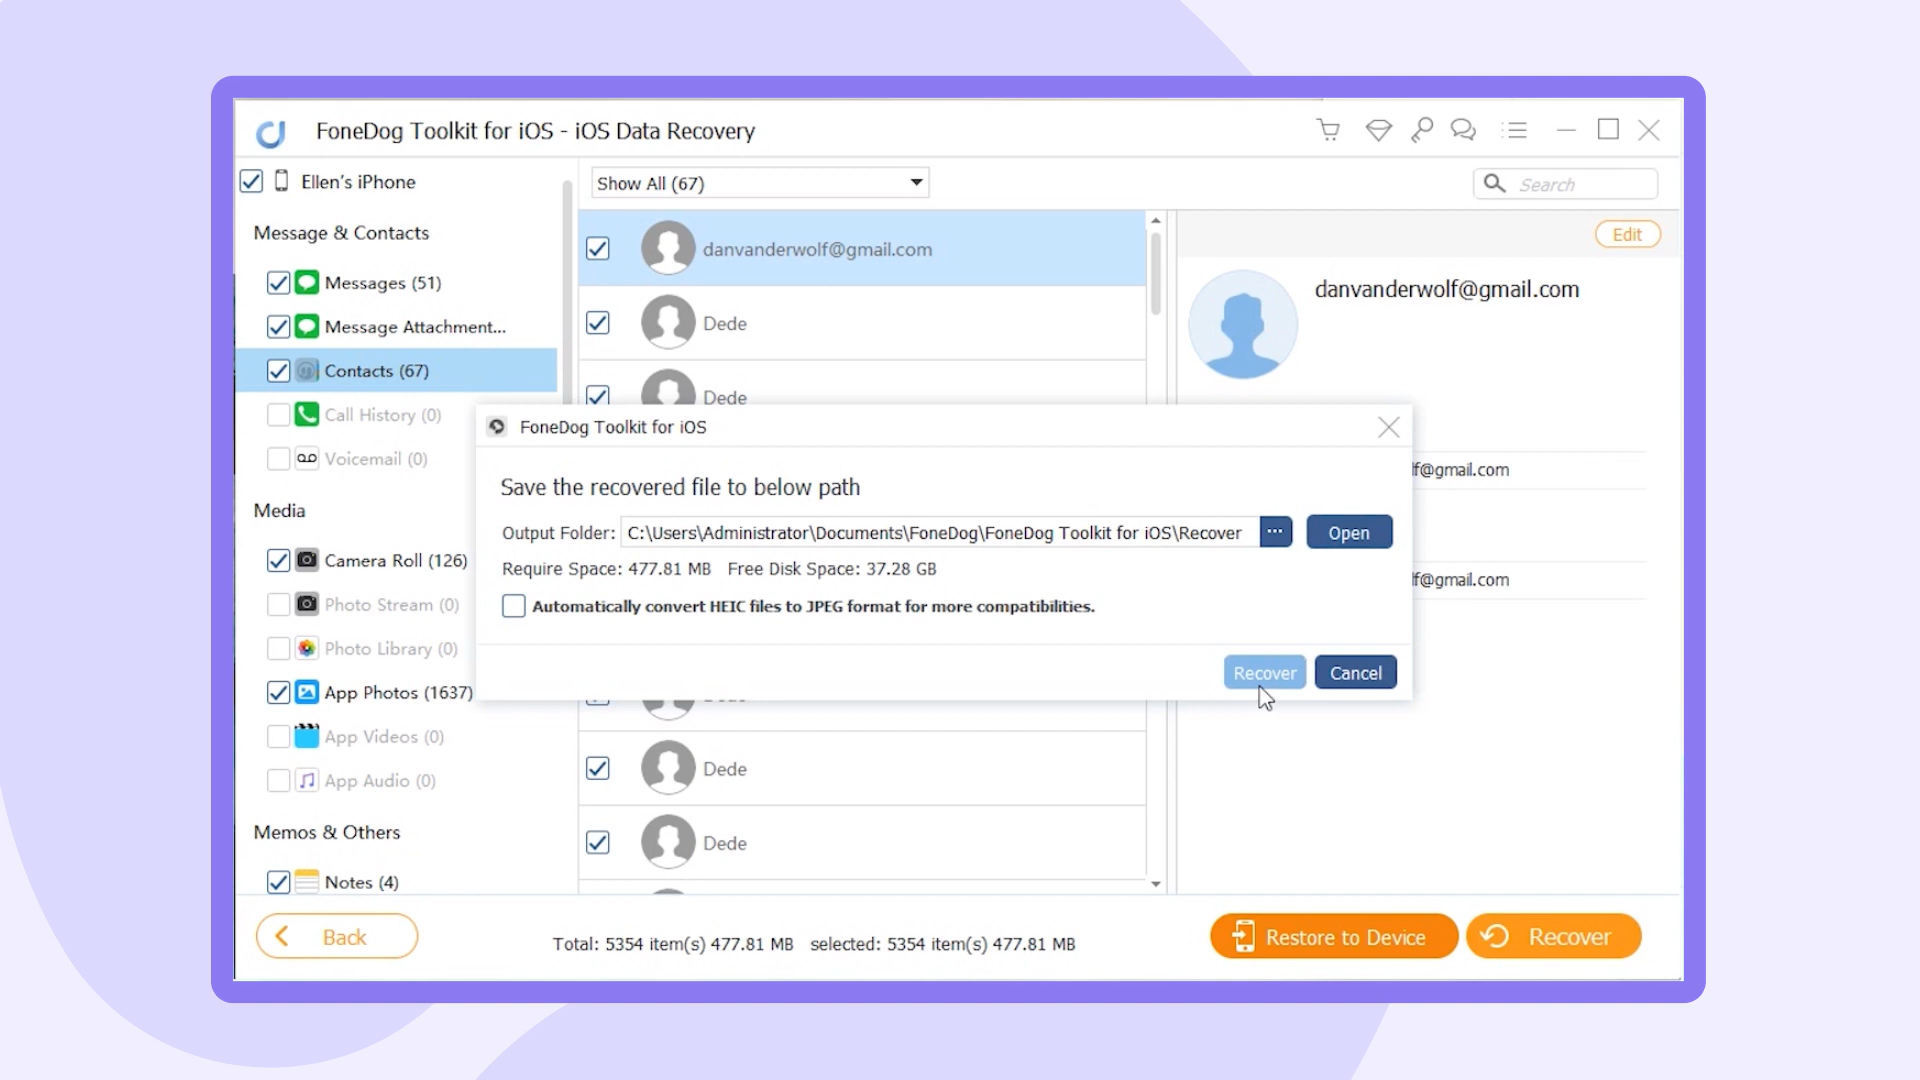 FoneDog Toolkit for iOS - iOS Data Recovery
Ellen's iPhone
Message & Contacts
Messages (51)
Message Attachment...
Contacts (67)
Call History (0)
Voicemail (0)
Media
Camera Roll (126)
Photo Stream (0)
Photo Library (0)
App Photos (1637)
App Videos (0)
App Audio (0)
Memos & Others
Notes (4)
Show All (67)
Search
danvanderwolf@gmail.com
Dede
Dede
Dede
Dede
Edit
danvanderwolf@gmail.com
lf@gmail.com
lf@gmail.com
FoneDog Toolkit for iOS
Save the recovered file to below path
Output Folder: C:\Users\Administrator\Documents\FoneDog\FoneDog Toolkit for iOS\Recover ... Open
Require Space: 477.81 MB Free Disk Space: 37.28 GB
Automatically convert HEIC files to JPEG format for more compatibilities.
Recover Cancel
Back
Total: 5354 item(s) 477.81 MB selected: 5354 item(s) 477.81 MB
Restore to Device
Recover